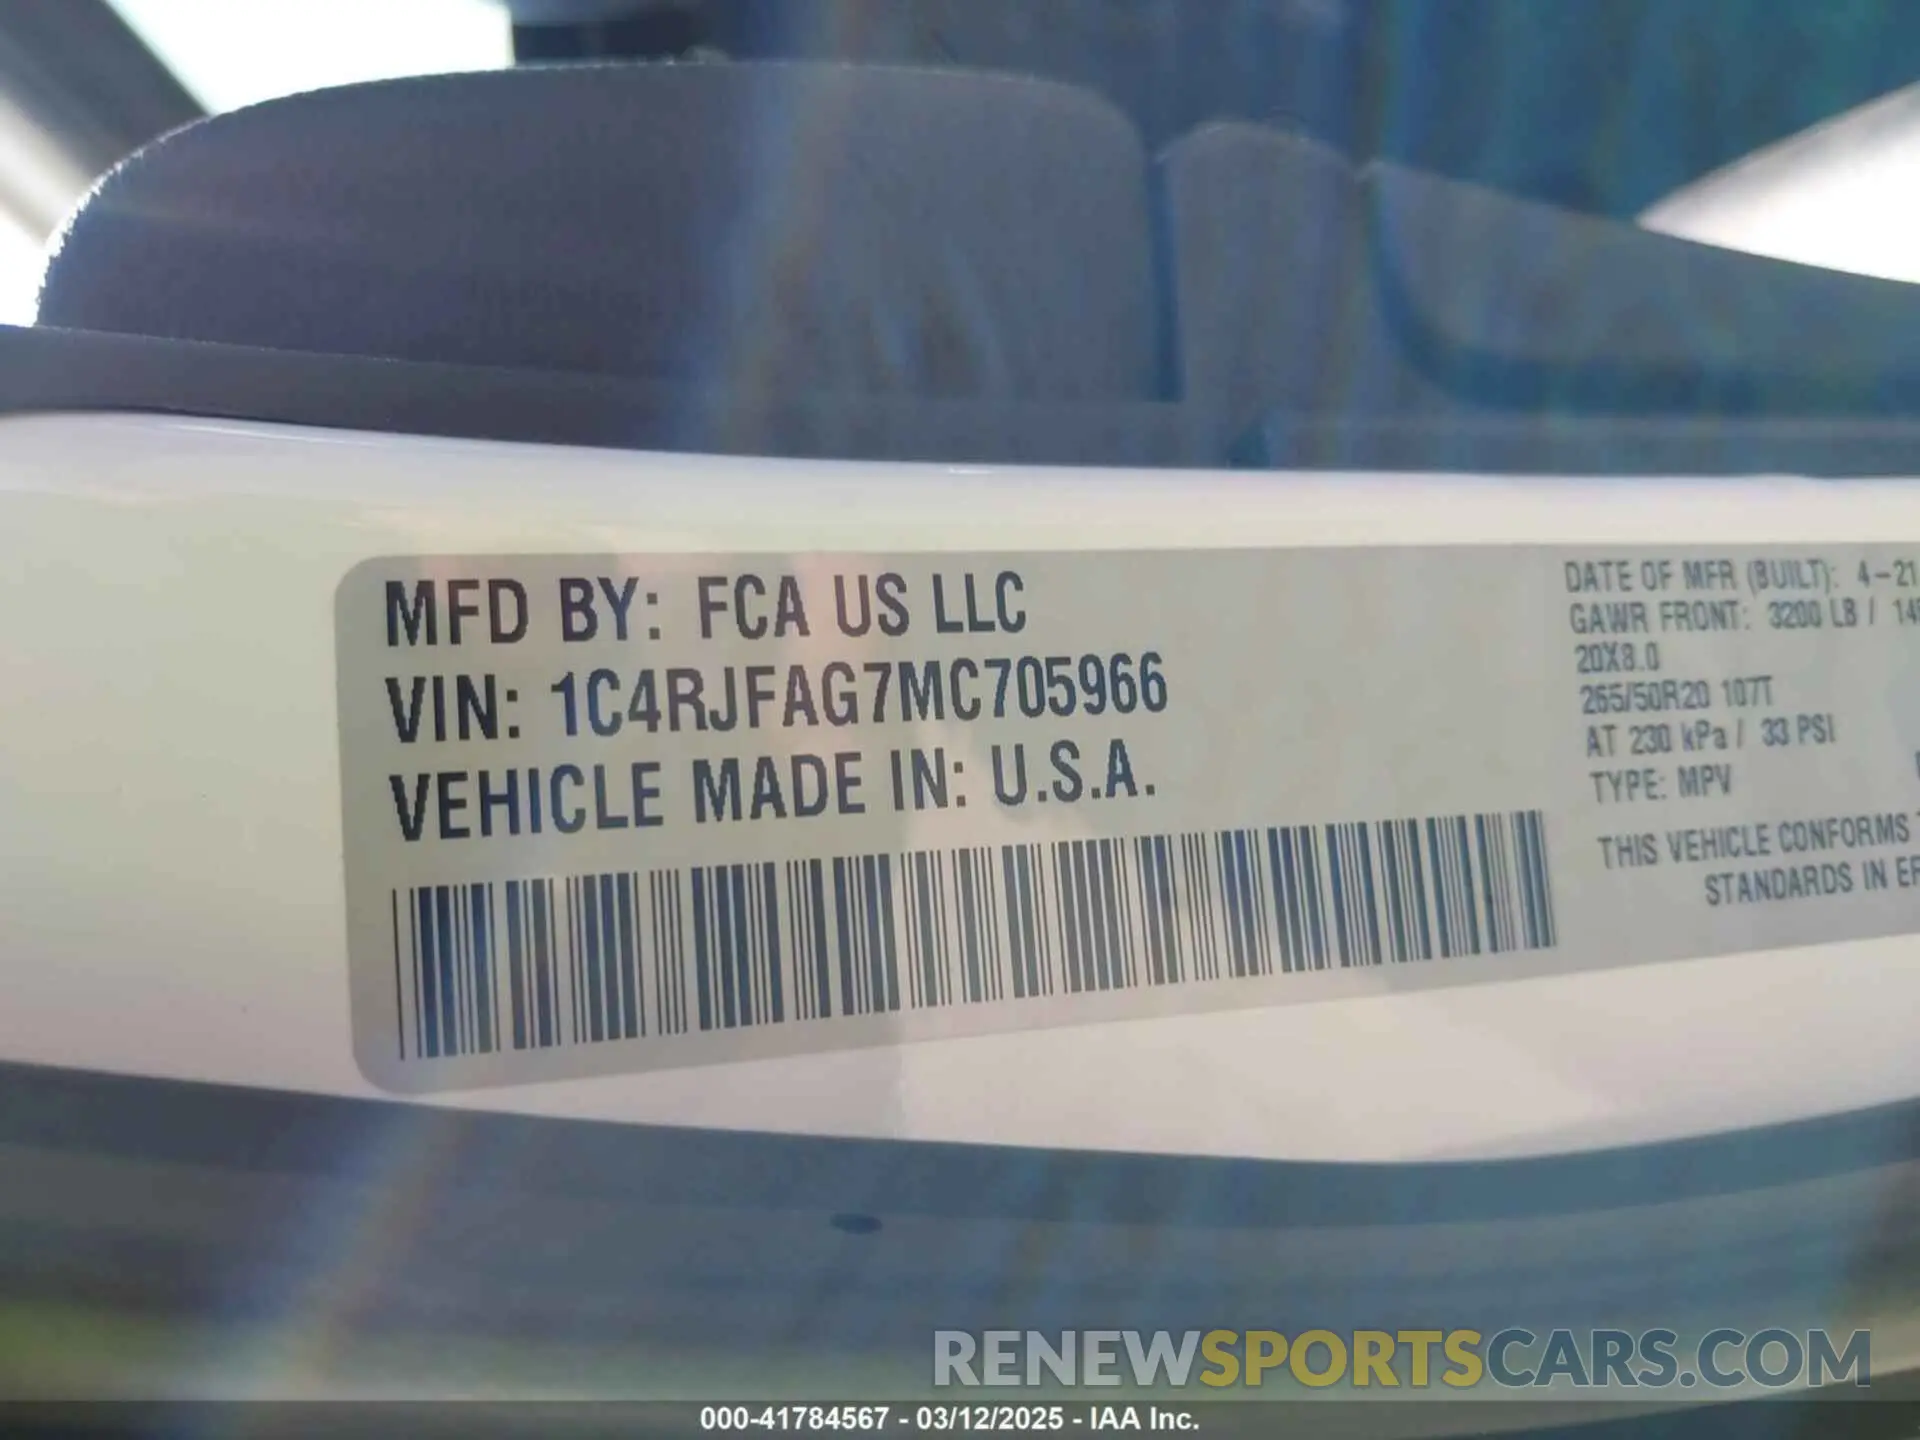 MFD BY: FCA US LLC
VIN: 1C4RJFAG7MC705966
VEHICLE MADE IN: U.S.A.
DATE OF MFR (BUILT): 4-21
GAWR FRONT: 3200 LB /
20X8.0
265/50R20 107T
AT 230 kPa / 33 PSI
TYPE: MPV
THIS VEHICLE CONFORMS
STANDARDS IN
RENEWSPORTSCARS.COM
000-41784567 - 03/12/2025 - IAA Inc.